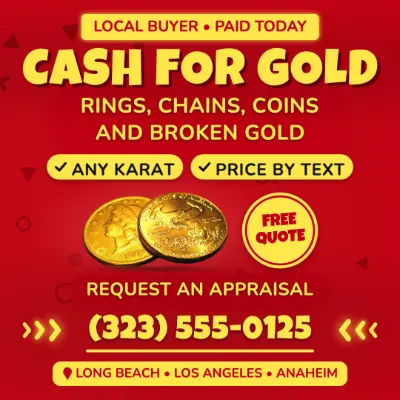 LOCAL BUYER • PAID TODAY
CASH FOR GOLD
RINGS, CHAINS, COINS
AND BROKEN GOLD
✓ ANY KARAT ✓ PRICE BY TEXT
FREE
QUOTE
REQUEST AN APPRAISAL
(323) 555-0125
LONG BEACH • LOS ANGELES • ANAHEIM